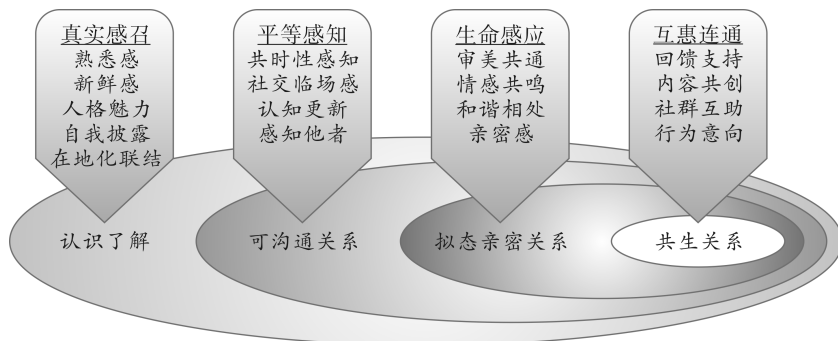 真实感召
熟悉感
新鲜感
人格魅力
自我披露
在地化联结
平等感知
共时性感知
社交临场感
认知更新
感知他者
生命感应
审美共通
情感共鸣
和谐相处
亲密感
互惠连通
回馈支持
内容共创
社群互助
行为意向
认识了解
可沟通关系
拟态亲密关系
共生关系